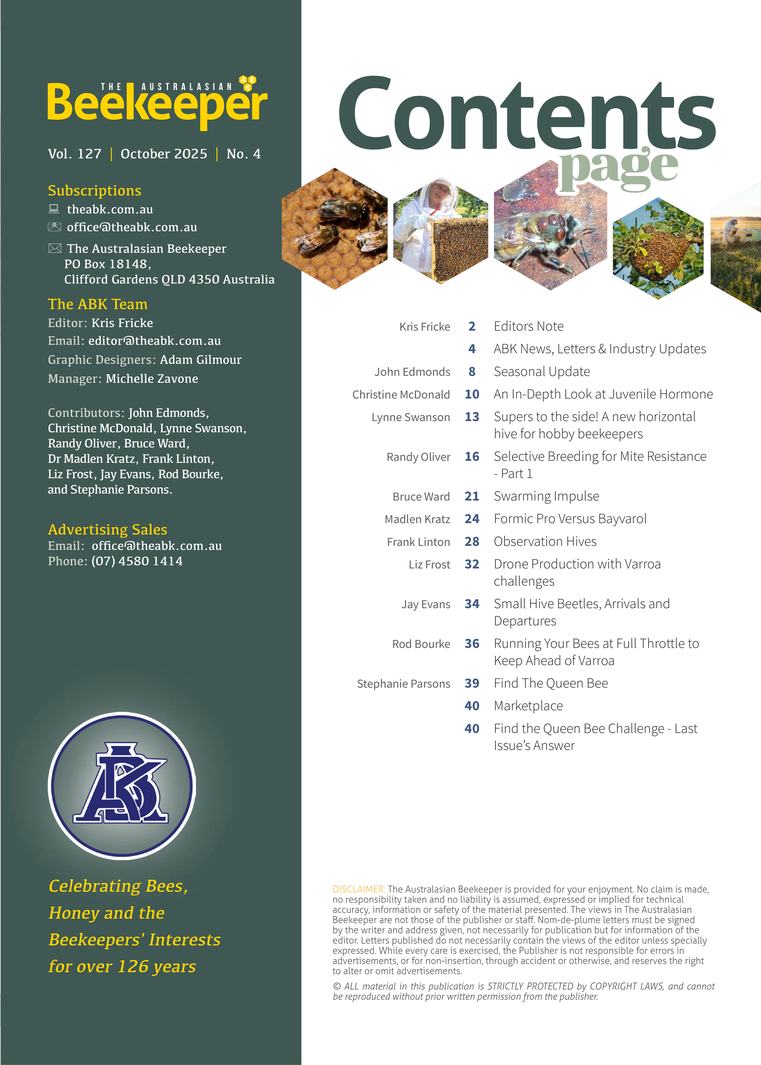 THE AUSTRALASIAN
ABK
Beekeeper
Vol. 127 | October 2025 | No. 4
Subscriptions
theabk.com.au
office@theabk.com.au
The Australasian Beekeeper
PO Box 18148,
Clifford Gardens QLD 4350 Australia
The ABK Team
Editor: Kris Fricke
Email: editor@theabk.com.au
Graphic Designers: Adam Gilmour
Manager: Michelle Zavone
Contributors: John Edmonds,
Christine McDonald, Lynne Swanson,
Randy Oliver, Bruce Ward,
Dr Madlen Kratz, Frank Linton,
Liz Frost, Jay Evans, Rod Bourke,
and Stephanie Parsons.
Advertising Sales
Email: office@theabk.com.au
Phone: (07) 4580 1414
ABK
Celebrating Bees,
Honey and the
Beekeepers' Interests
for over 126 years
Contents
page
Kris Fricke 2 Editors Note
4 ABK News, Letters & Industry Updates
John Edmonds 8 Seasonal Update
Christine McDonald 10 An In-Depth Look at Juvenile Hormone
Lynne Swanson 13 Supers to the side! A new horizontal
hive for hobby beekeepers
Randy Oliver 16 Selective Breeding for Mite Resistance
- Part 1
Bruce Ward 21 Swarming Impulse
Madlen Kratz 24 Formic Pro Versus Bayvarol
Frank Linton 28 Observation Hives
Liz Frost 32 Drone Production with Varroa
challenges
Jay Evans 34 Small Hive Beetles, Arrivals and
Departures
Rod Bourke 36 Running Your Bees at Full Throttle to
Keep Ahead of Varroa
Stephanie Parsons 39 Find The Queen Bee
40 Marketplace
40 Find the Queen Bee Challenge - Last
Issue's Answer
DISCLAIMER: The Australasian Beekeeper is provided for your enjoyment. No claim is made,
no responsibility taken and no liability is assumed, expressed or implied for technical
accuracy, information or safety of the material presented. The views in The Australasian
Beekeeper are not those of the publisher or staff. Nom-de-plume letters must be signed
by the writer and address given, not necessarily for publication but for information of the
editor. Letters published do not necessarily contain the views of the editor unless specially
expressed. While every care is exercised, the Publisher is not responsible for errors in
advertisements, or for non-insertion, through accident or otherwise, and reserves the right
to alter or omit advertisements.
© ALL material in this publication is STRICTLY PROTECTED by COPYRIGHT LAWS, and cannot
be reproduced without prior written permission from the publisher.